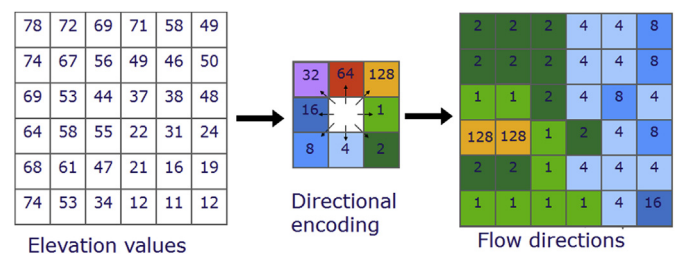 78 72 69 71 58 49
74 67 56 49 46 50
69 53 44 37 38 48
64 58 55 22 31 24
68 61 47 21 16 19
74 53 34 12 11 12
Elevation values
32 64 128
16 1
8 4 2
Directional
encoding
2 2 2 4 4 8
2 2 2 4 4 8
1 1 2 4 8 4
128 128 1 2 4 8
2 2 1 4 4 4
1 1 1 1 4 16
Flow directions